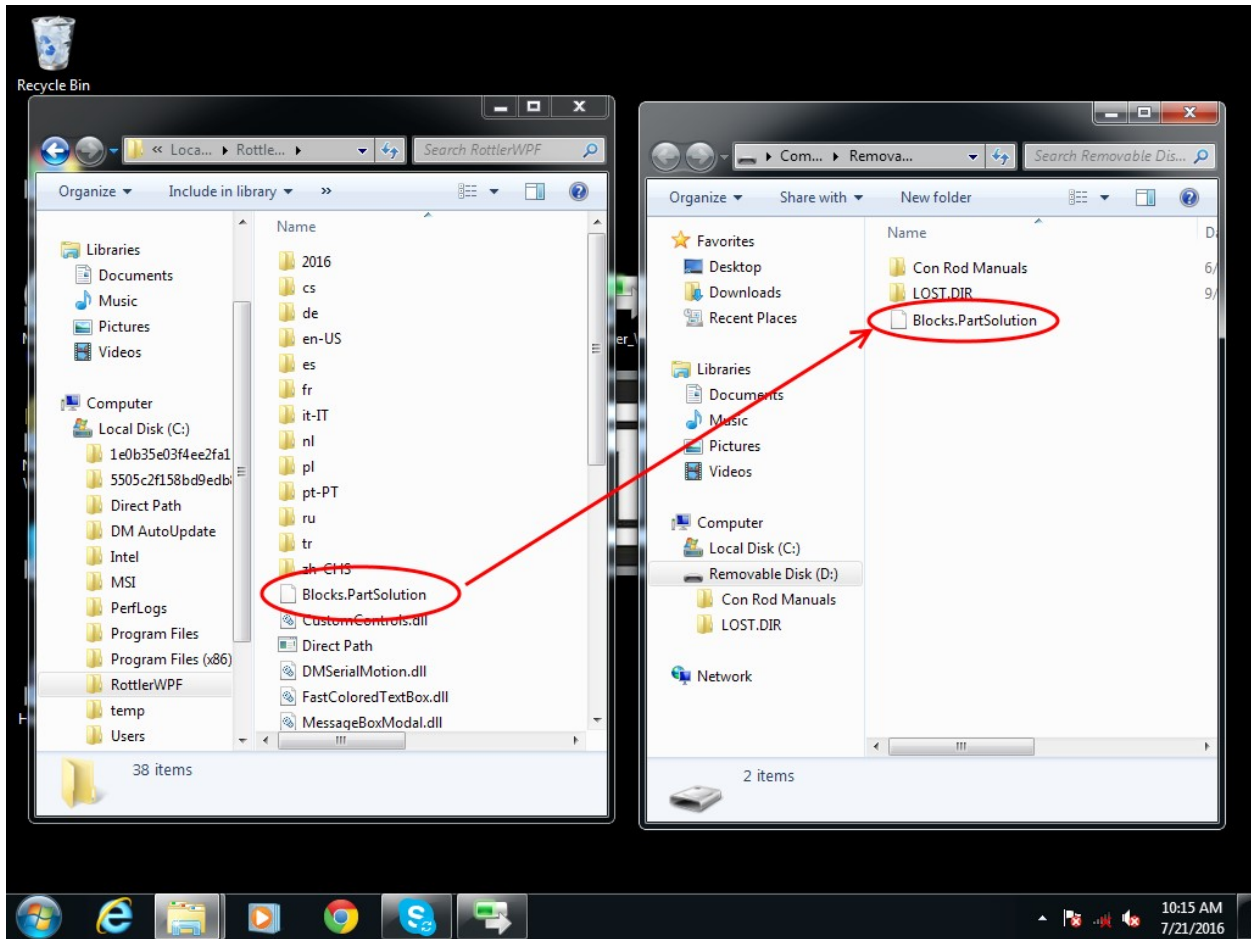 Recycle Bin
« Loca... Rottle...
Search RottlerWPF
Organize
Include in library
»
Name
Libraries
Documents
Music
Pictures
Videos
Computer
Local Disk (C:)
1e0b35e03f4ee2fa1
5505c2f158bd9edb
Direct Path
DM AutoUpdate
Intel
MSI
PerfLogs
Program Files
Program Files (x86)
RottlerWPF
temp
Users
2016
cs
de
en-US
es
fr
it-IT
nl
pl
pt-PT
ru
tr
zh-CHS
Blocks.PartSolution
CustomControls.dll
Direct Path
DMSerialMotion.dll
FastColoredTextBox.dll
MessageBoxModal.dll
38 items
Com... Remova...
Search Removable Dis...
Organize
Share with
New folder
Name
Favorites
Desktop
Downloads
Recent Places
Libraries
Documents
Music
Pictures
Videos
Computer
Local Disk (C:)
Removable Disk (D:)
Con Rod Manuals
LOST.DIR
Network
Con Rod Manuals
6/
LOST.DIR
9/
Blocks.PartSolution
2 items
10:15 AM
7/21/2016